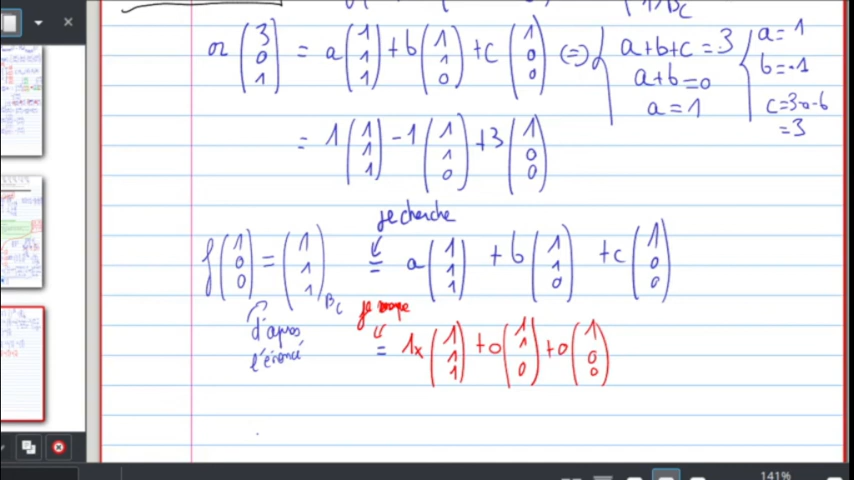 or (3 0 1) = a (1 1 1) + b (1 1 0) + c (1 0 0) (=) { a+b+c = 3 { a = 1
a+b = 0 b = -1
a = 1 c = 3-a-b
= 3
= 1 (1 1 1) - 1 (1 1 0) + 3 (1 0 0)
je cherche
f (1 0 0) = (1 1 1) Bc = a (1 1 1) + b (1 1 0) + c (1 0 0)
d'après
l'énoncé
je
= 1x (1 1 1) + 0 (1 1 0) + 0 (1 0 0)
141%